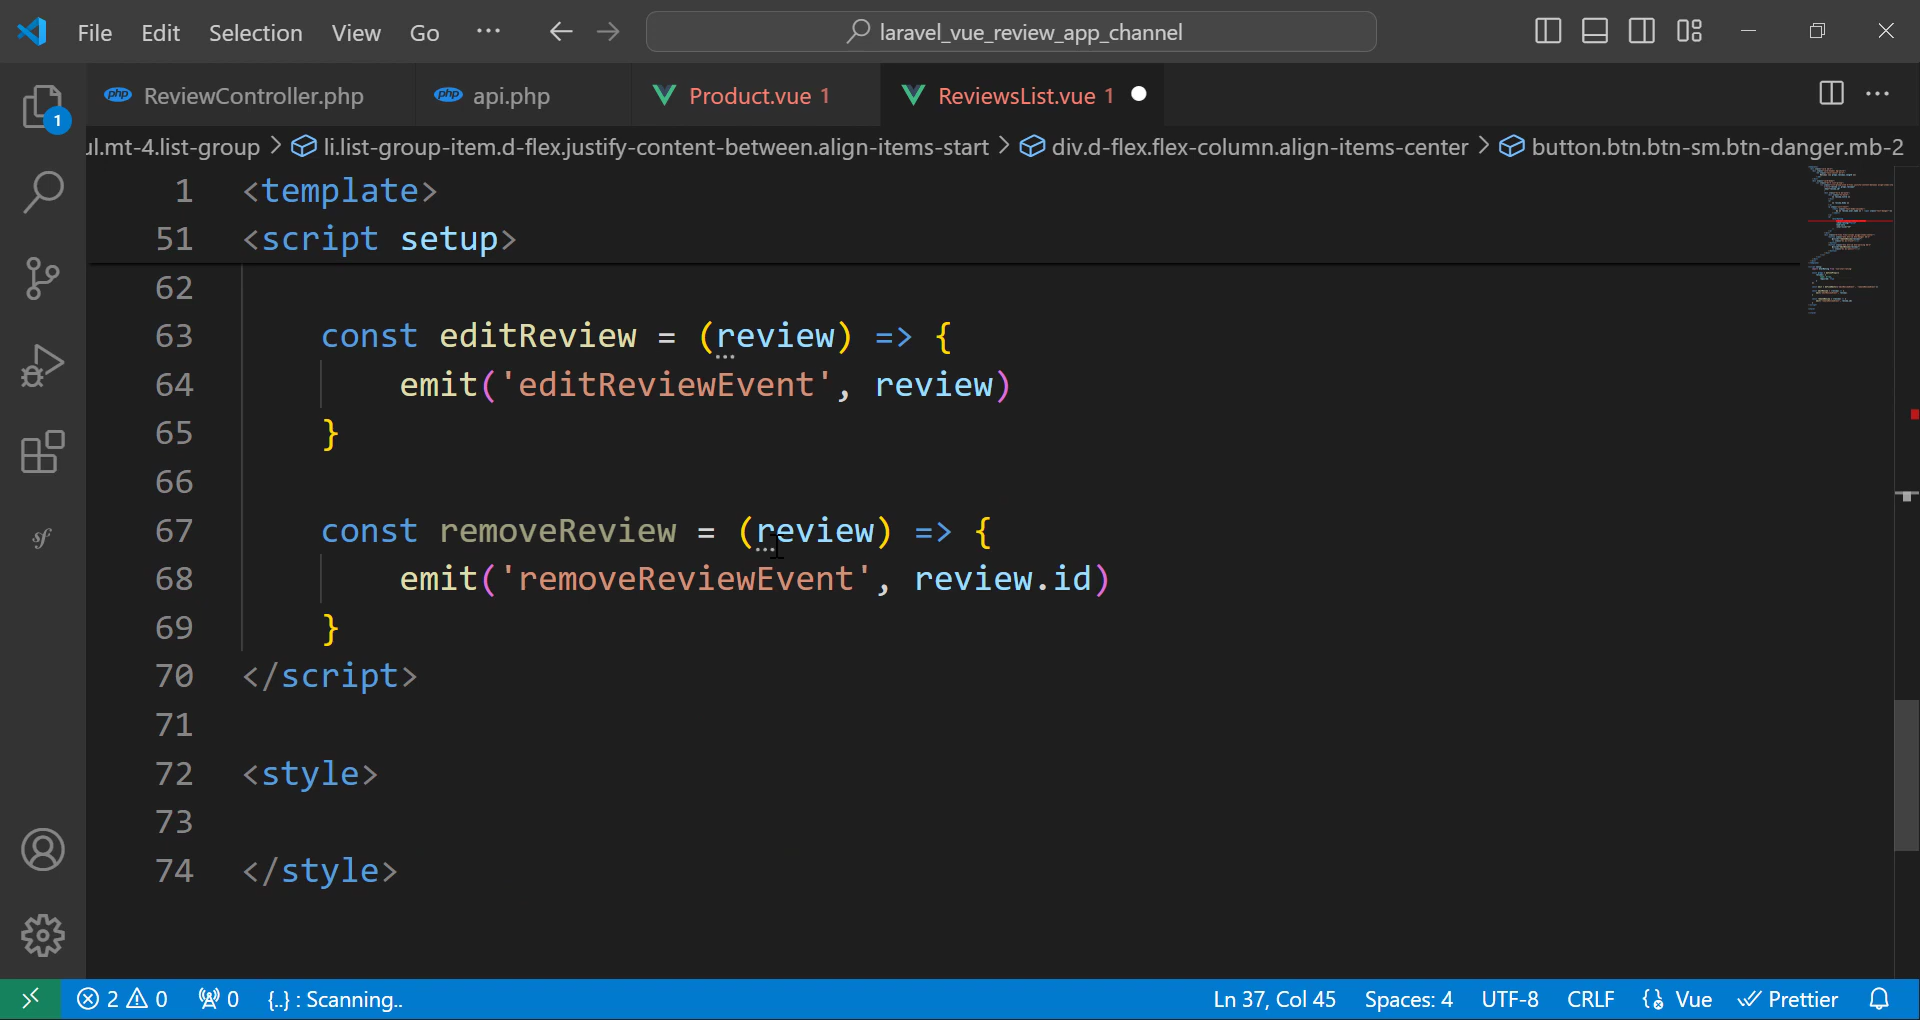 File Edit Selection View Go ··· laravel_vue_review_app_channel
ReviewController.php api.php Product.vue 1 ReviewsList.vue 1
ul.mt-4.list-group > li.list-group-item.d-flex.justify-content-between.align-items-start > div.d-flex.flex-column.align-items-center > button.btn.btn-sm.btn-danger.mb-2
1 <template>
51 <script setup>
62
63 const editReview = (review) => {
64 emit('editReviewEvent', review)
65 }
66
67 const removeReview = (review) => {
68 emit('removeReviewEvent', review.id)
69 }
70 </script>
71
72 <style>
73
74 </style>
2 0 0 {..} : Scanning.. Ln 37, Col 45 Spaces: 4 UTF-8 CRLF Vue Prettier